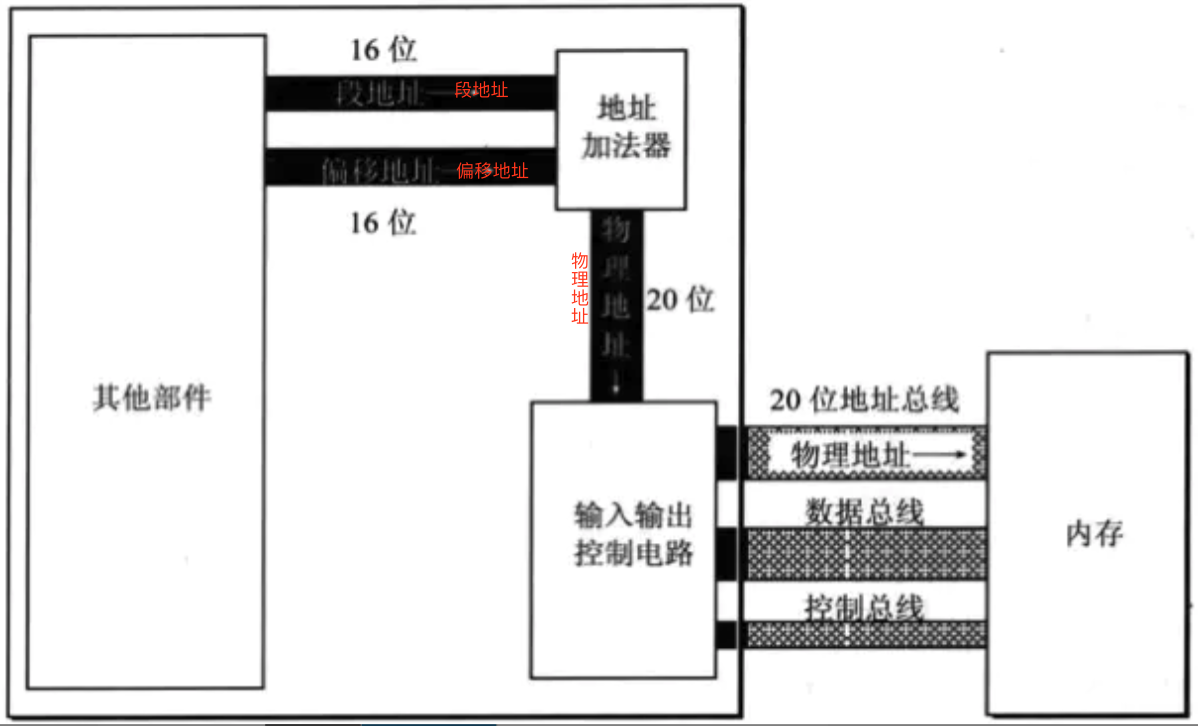 16 位
段地址
段地址
地址
加法器
偏移地址
偏移地址
16 位
物理地址
物理地址
20 位
其他部件
20 位地址总线
物理地址
输入输出
控制电路
数据总线
内存
控制总线